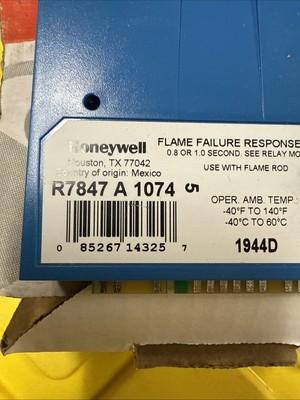 Honeywell
Houston, TX 77042
Country of origin: Mexico
R7847 A 1074 5
0 85267 14325 7
FLAME FAILURE RESPONSE
0.8 OR 1.0 SECOND. SEE RELAY MO
USE WITH FLAME ROD
OPER. AMB. TEMP.:
-40°F TO 140°F
-40°C TO 60°C
1944D